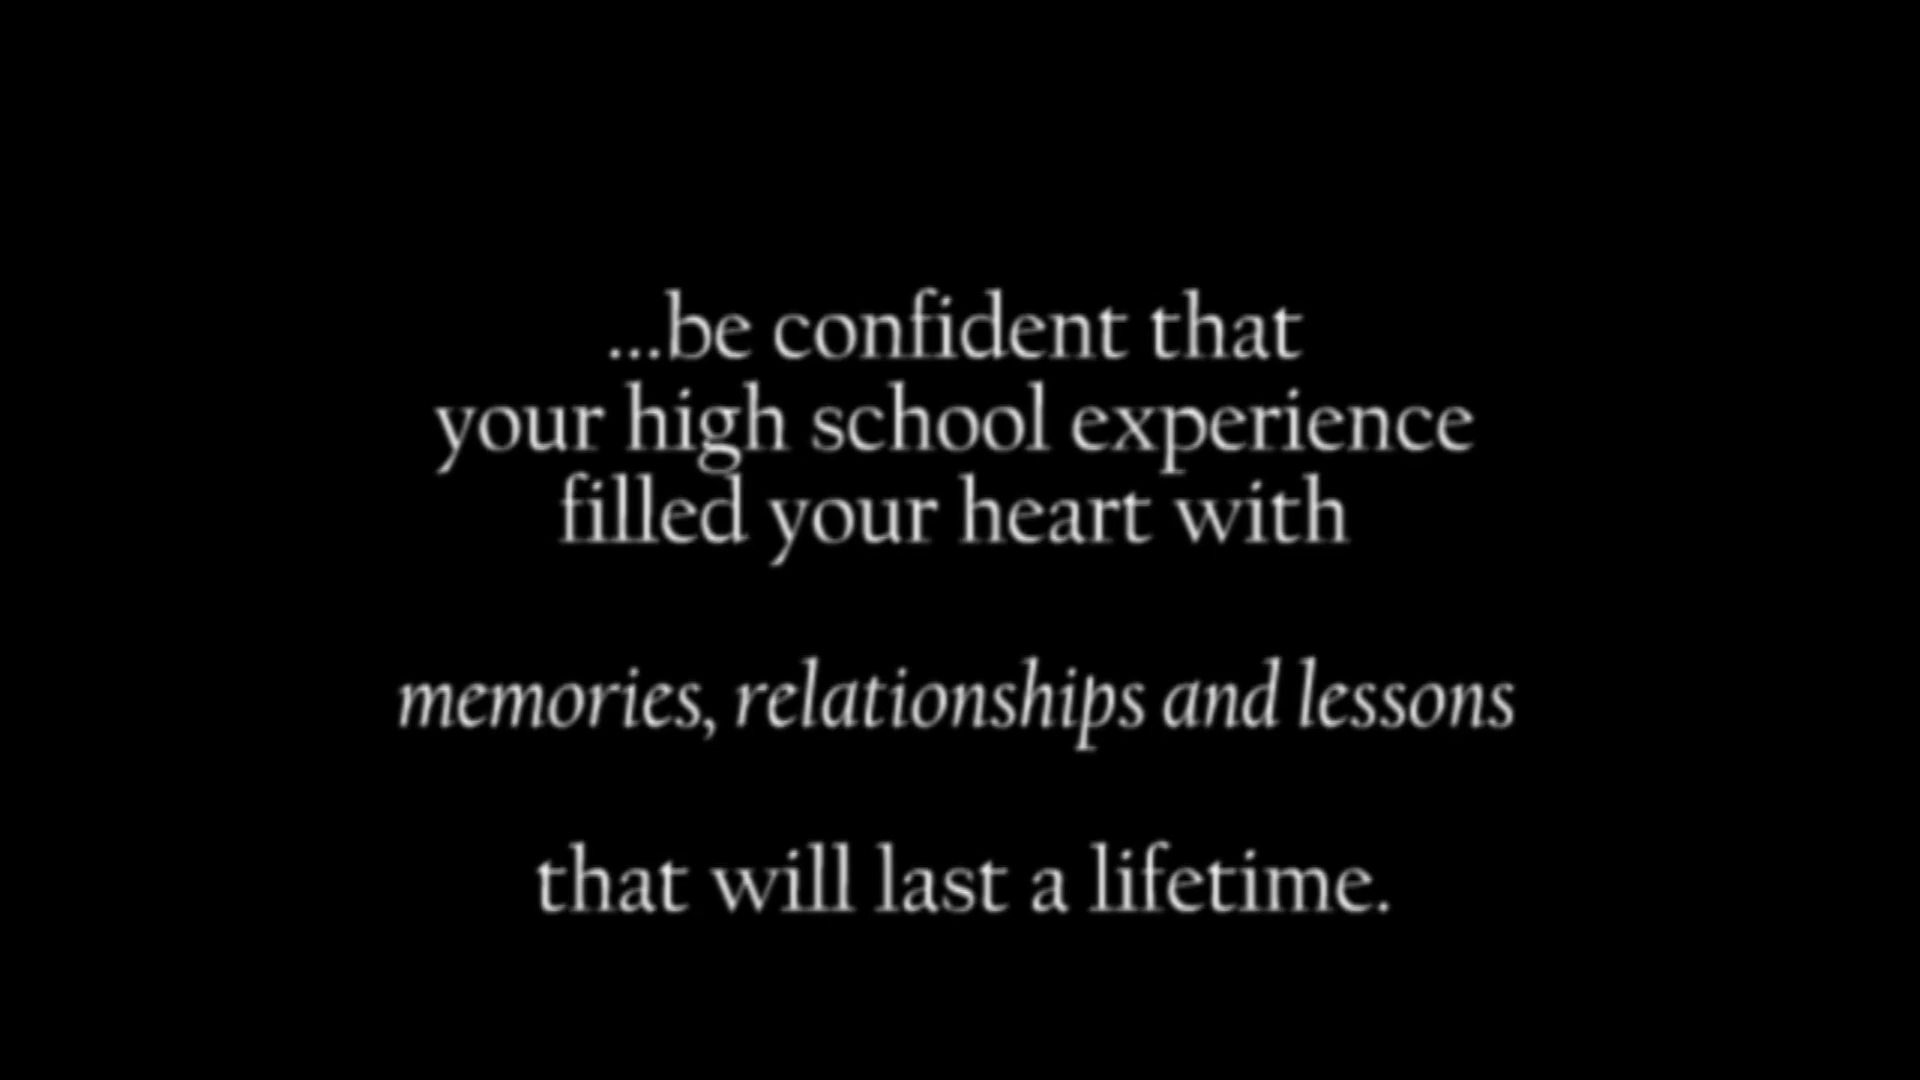 ...be confident that
your high school experience
filled your heart with
memories, relationships and lessons
that will last a lifetime.